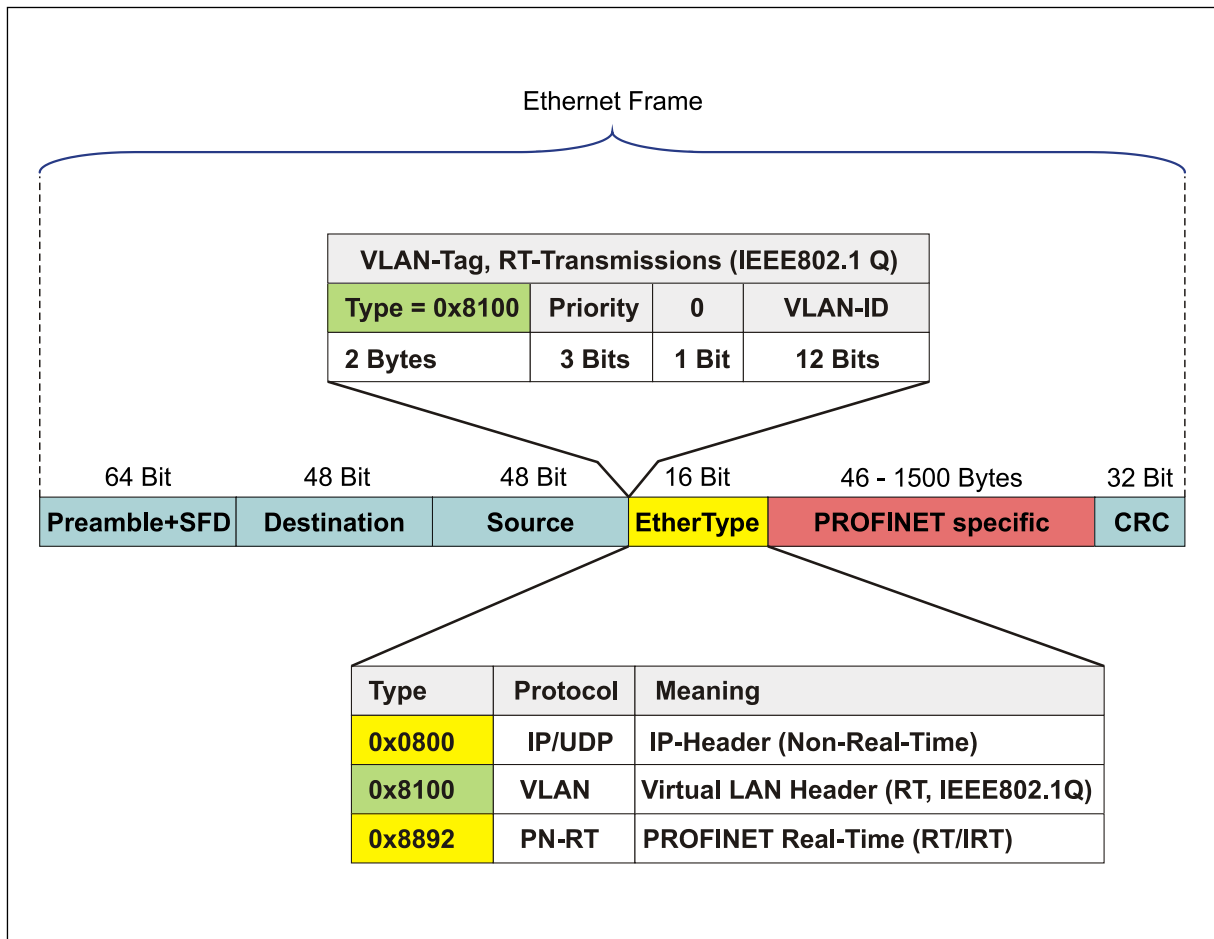 Ethernet Frame
VLAN-Tag, RT-Transmissions (IEEE802.1 Q)
Type = 0x8100 Priority 0 VLAN-ID
2 Bytes 3 Bits 1 Bit 12 Bits
64 Bit 48 Bit 48 Bit 16 Bit 46 - 1500 Bytes 32 Bit
Preamble+SFD Destination Source EtherType PROFINET specific CRC
Type Protocol Meaning
0x0800 IP/UDP IP-Header (Non-Real-Time)
0x8100 VLAN Virtual LAN Header (RT, IEEE802.1Q)
0x8892 PN-RT PROFINET Real-Time (RT/IRT)